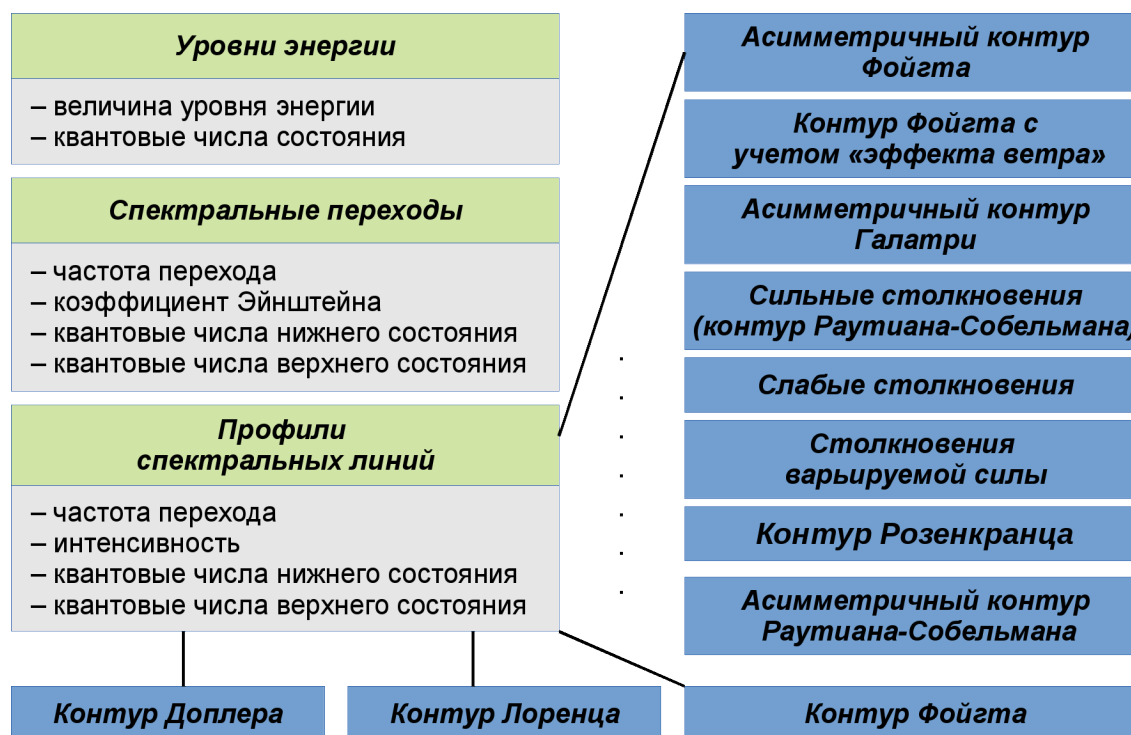 Уровни энергии
– величина уровня энергии
– квантовые числа состояния
Спектральные переходы
– частота перехода
– коэффициент Эйнштейна
– квантовые числа нижнего состояния
– квантовые числа верхнего состояния
Профили
спектральных линий
– частота перехода
– интенсивность
– квантовые числа нижнего состояния
– квантовые числа верхнего состояния
Асимметричный контур
Фойгта
Контур Фойгта с
учетом «эффекта ветра»
Асимметричный контур
Галатри
Сильные столкновения
(контур Раутиана-Собельмана)
Слабые столкновения
Столкновения
варьируемой силы
Контур Розенкранца
Асимметричный контур
Раутиана-Собельмана
Контур Доплера
Контур Лоренца
Контур Фойгта